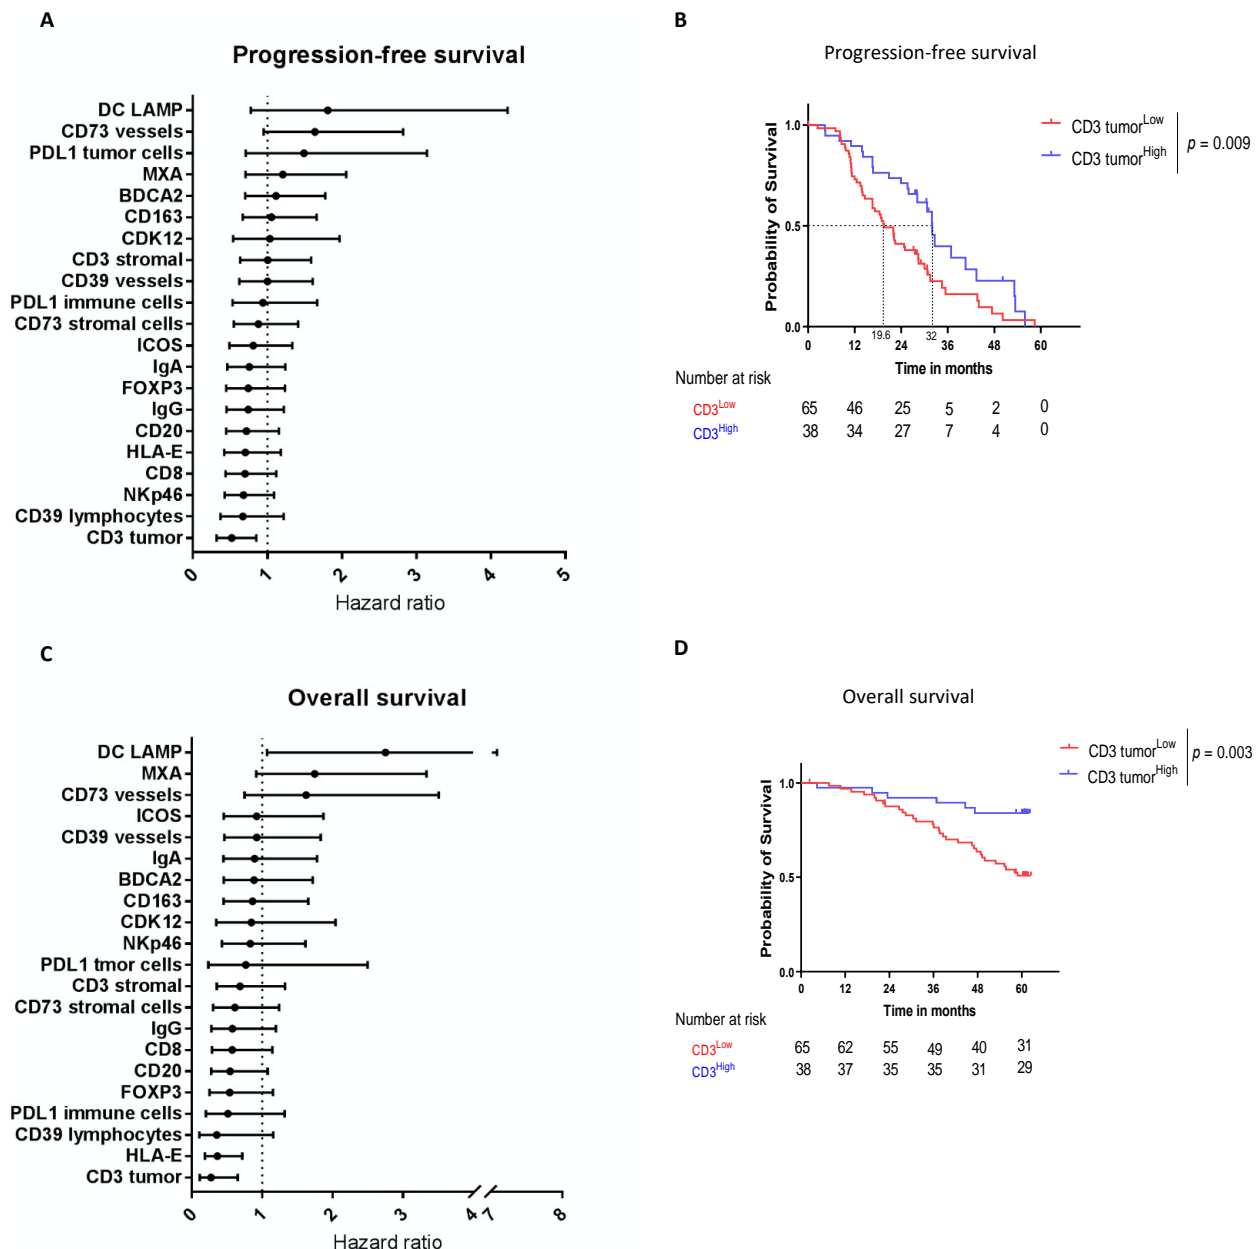 A
Progression-free survival
DC LAMP
CD73 vessels
PDL1 tumor cells
MXA
BDCA2
CD163
CDK12
CD3 stromal
CD39 vessels
PDL1 immune cells
CD73 stromal cells
ICOS
IgA
FOXP3
IgG
CD20
HLA-E
CD8
NKp46
CD39 lymphocytes
CD3 tumor
0 1 2 3 4 5
Hazard ratio
B
Progression-free survival
CD3 tumorLow
CD3 tumorHigh
p = 0.009
Probability of Survival
1.0
0.5
0.0
0 12 24 36 48 60
19.6 32
Time in months
Number at risk
CD3Low 65 46 25 5 2 0
CD3High 38 34 27 7 4 0
C
Overall survival
DC LAMP
MXA
CD73 vessels
ICOS
CD39 vessels
IgA
BDCA2
CD163
CDK12
NKp46
PDL1 tmor cells
CD3 stromal
CD73 stromal cells
IgG
CD8
CD20
FOXP3
PDL1 immune cells
CD39 lymphocytes
HLA-E
CD3 tumor
0 1 2 3 4 7 8
Hazard ratio
D
Overall survival
CD3 tumorLow
CD3 tumorHigh
p = 0.003
Probability of Survival
1.0
0.5
0.0
0 12 24 36 48 60
Time in months
Number at risk
CD3Low 65 62 55 49 40 31
CD3High 38 37 35 35 31 29